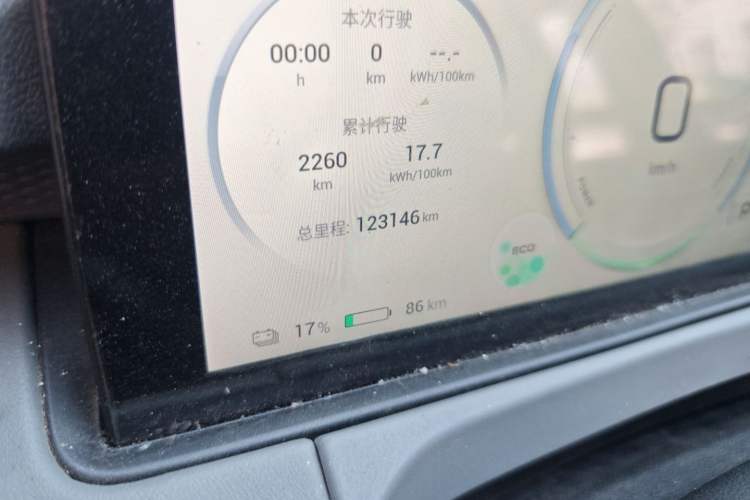 本次行驶
00:00 0 --.-
h km kWh/100km
累计行驶
2260 17.7
km kWh/100km
总里程: 123146 km
0
km/h
POWER
ECO
17% 86 km